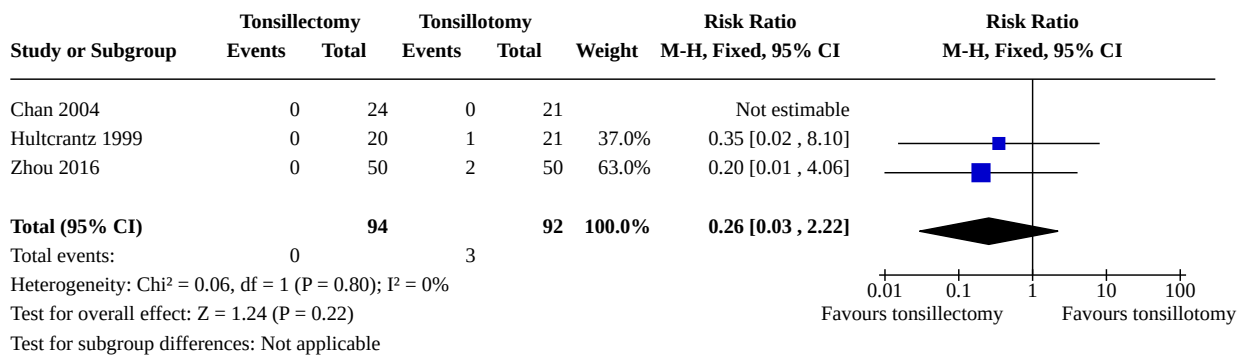 Tonsillectomy Tonsillotomy Risk Ratio Risk Ratio
Study or Subgroup Events Total Events Total Weight M-H, Fixed, 95% CI M-H, Fixed, 95% CI
Chan 2004 0 24 0 21 Not estimable
Hultcrantz 1999 0 20 1 21 37.0% 0.35 [0.02 , 8.10]
Zhou 2016 0 50 2 50 63.0% 0.20 [0.01 , 4.06]
Total (95% CI) 94 92 100.0% 0.26 [0.03 , 2.22]
Total events: 0 3
Heterogeneity: Chi² = 0.06, df = 1 (P = 0.80); I² = 0%
0.01 0.1 1 10 100
Test for overall effect: Z = 1.24 (P = 0.22) Favours tonsillectomy Favours tonsillotomy
Test for subgroup differences: Not applicable